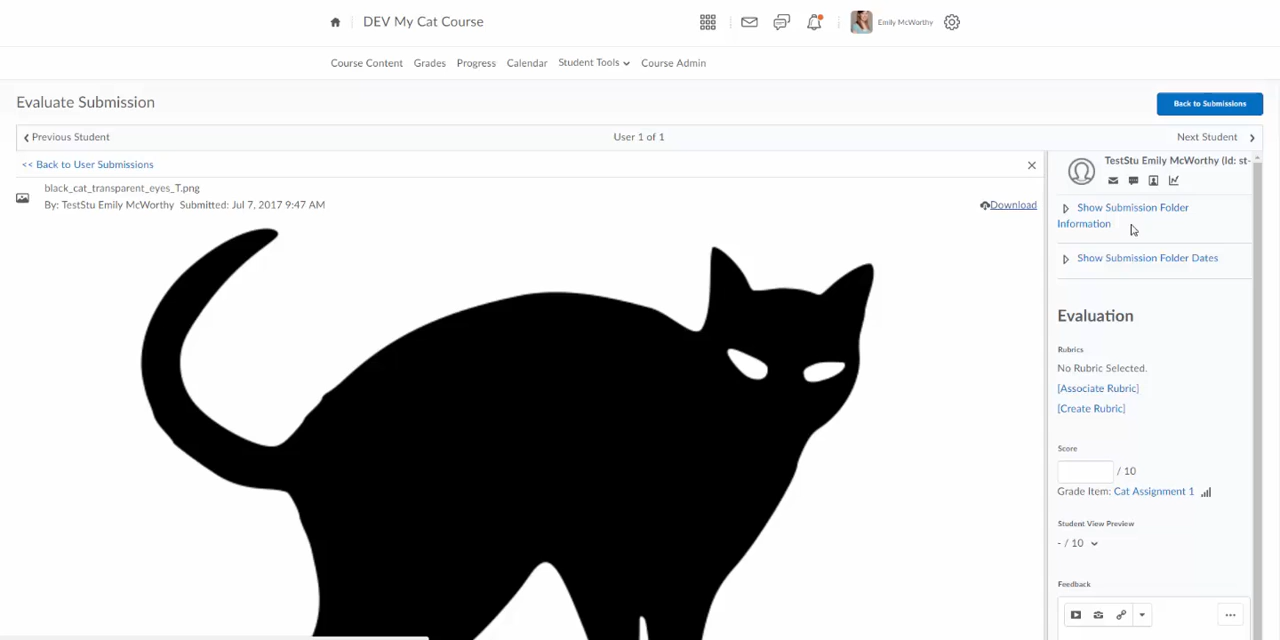 DEV My Cat Course
Emily McWorthy
Course Content Grades Progress Calendar Student Tools Course Admin
Evaluate Submission
Back to Submissions
Previous Student
User 1 of 1
Next Student
<< Back to User Submissions
black_cat_transparent_eyes_T.png
By: TestStu Emily McWorthy Submitted: Jul 7, 2017 9:47 AM
Download
TestStu Emily McWorthy (Id: st-
Show Submission Folder
Information
Show Submission Folder Dates
Evaluation
Rubrics
No Rubric Selected.
[Associate Rubric]
[Create Rubric]
Score
/ 10
Grade Item: Cat Assignment 1
Student View Preview
- / 10
Feedback